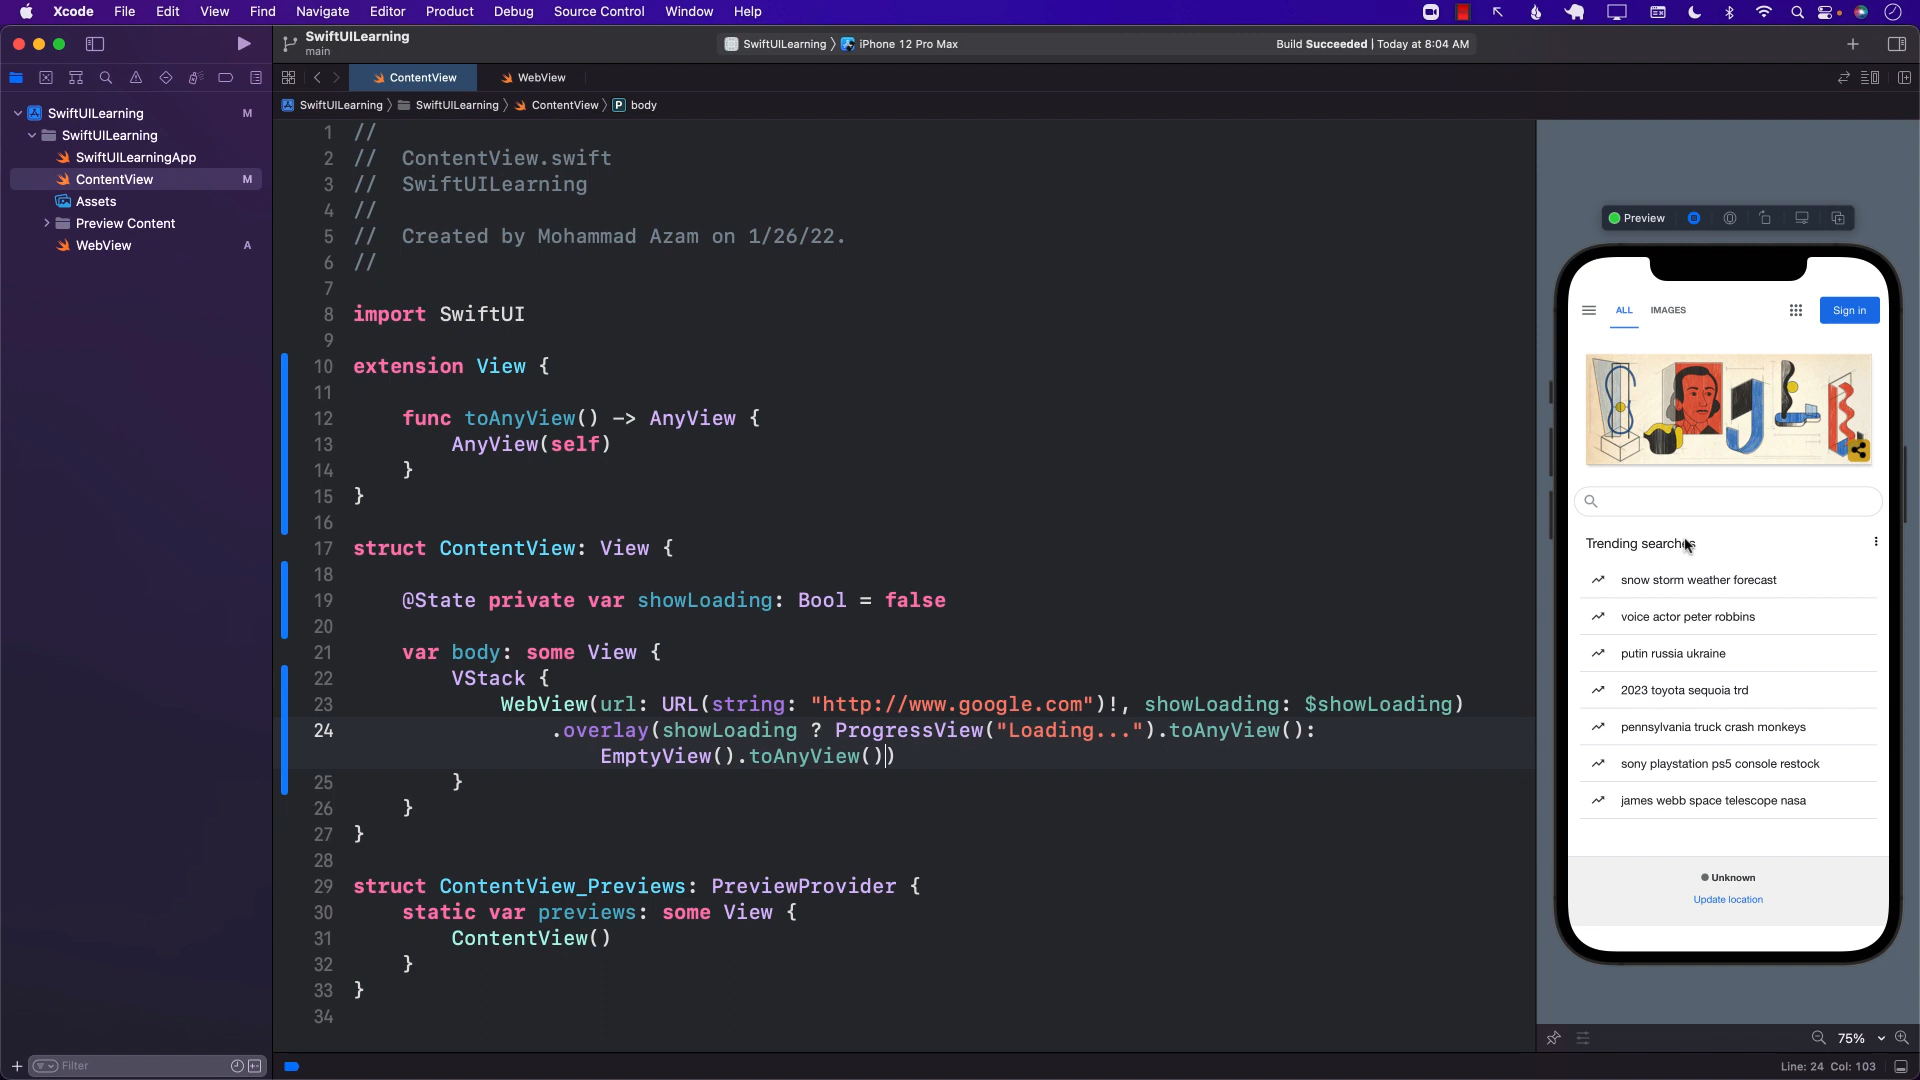 Xcode File Edit View Find Navigate Editor Product Debug Source Control Window Help
SwiftUILearning
main
SwiftUILearning iPhone 12 Pro Max
Build Succeeded | Today at 8:04 AM
ContentView WebView
SwiftUILearning SwiftUILearning ContentView P body
SwiftUILearning M
SwiftUILearning
SwiftUILearningApp
ContentView M
Assets
Preview Content
WebView A
Filter
1 //
2 // ContentView.swift
3 // SwiftUILearning
4 //
5 // Created by Mohammad Azam on 1/26/22.
6 //
7
8 import SwiftUI
9
10 extension View {
11
12 func toAnyView() -> AnyView {
13 AnyView(self)
14 }
15 }
16
17 struct ContentView: View {
18
19 @State private var showLoading: Bool = false
20
21 var body: some View {
22 VStack {
23 WebView(url: URL(string: "http://www.google.com")!, showLoading: $showLoading)
24 .overlay(showLoading ? ProgressView("Loading...").toAnyView():
EmptyView().toAnyView())
25 }
26 }
27 }
28
29 struct ContentView_Previews: PreviewProvider {
30 static var previews: some View {
31 ContentView()
32 }
33 }
34
Preview
ALL IMAGES Sign in
Trending searches
snow storm weather forecast
voice actor peter robbins
putin russia ukraine
2023 toyota sequoia trd
pennsylvania truck crash monkeys
sony playstation ps5 console restock
james webb space telescope nasa
Unknown
Update location
75%
Line: 24 Col: 103